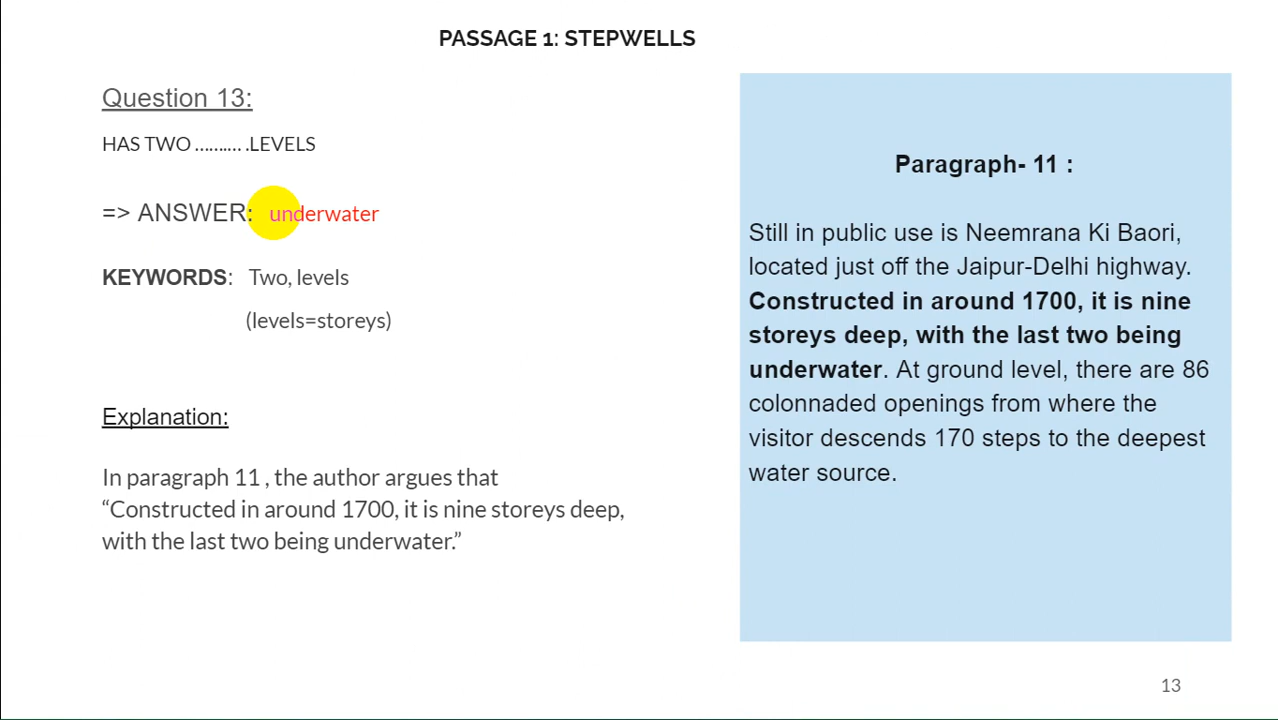 PASSAGE 1: STEPWELLS
Question 13:
HAS TWO .......... .LEVELS
=> ANSWER: underwater
KEYWORDS: Two, levels
(levels=storeys)
Explanation:
In paragraph 11 , the author argues that
“Constructed in around 1700, it is nine storeys deep,
with the last two being underwater.”
Paragraph- 11 :
Still in public use is Neemrana Ki Baori,
located just off the Jaipur-Delhi highway.
Constructed in around 1700, it is nine
storeys deep, with the last two being
underwater. At ground level, there are 86
colonnaded openings from where the
visitor descends 170 steps to the deepest
water source.
13